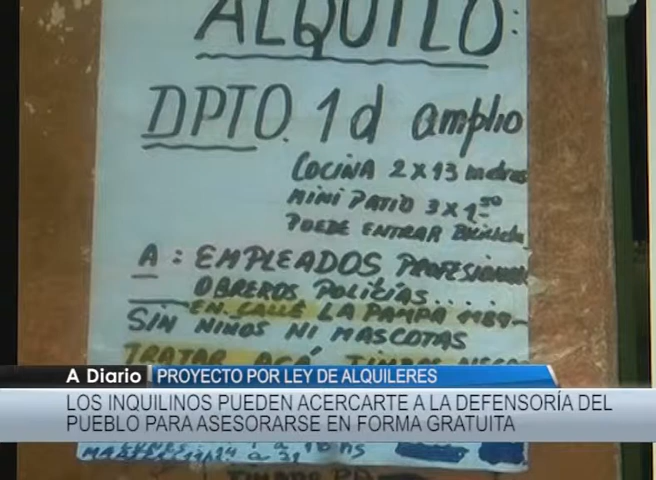 ALQUILO:
DPTO. 1d amplio
COCINA 2 X 13 metros
MINI PATIO 3 X 1.50
PUEDE ENTRAR Bicicleta
A: EMPLEADOS PROFESIONAL
OBREROS POLICÍAS....
EN CALLE LA PAMPA 1189-
SIN NIÑOS NI MASCOTAS
TRATAR ACÁ
A Diario PROYECTO POR LEY DE ALQUILERES
LOS INQUILINOS PUEDEN ACERCARTE A LA DEFENSORÍA DEL
PUEBLO PARA ASESORARSE EN FORMA GRATUITA